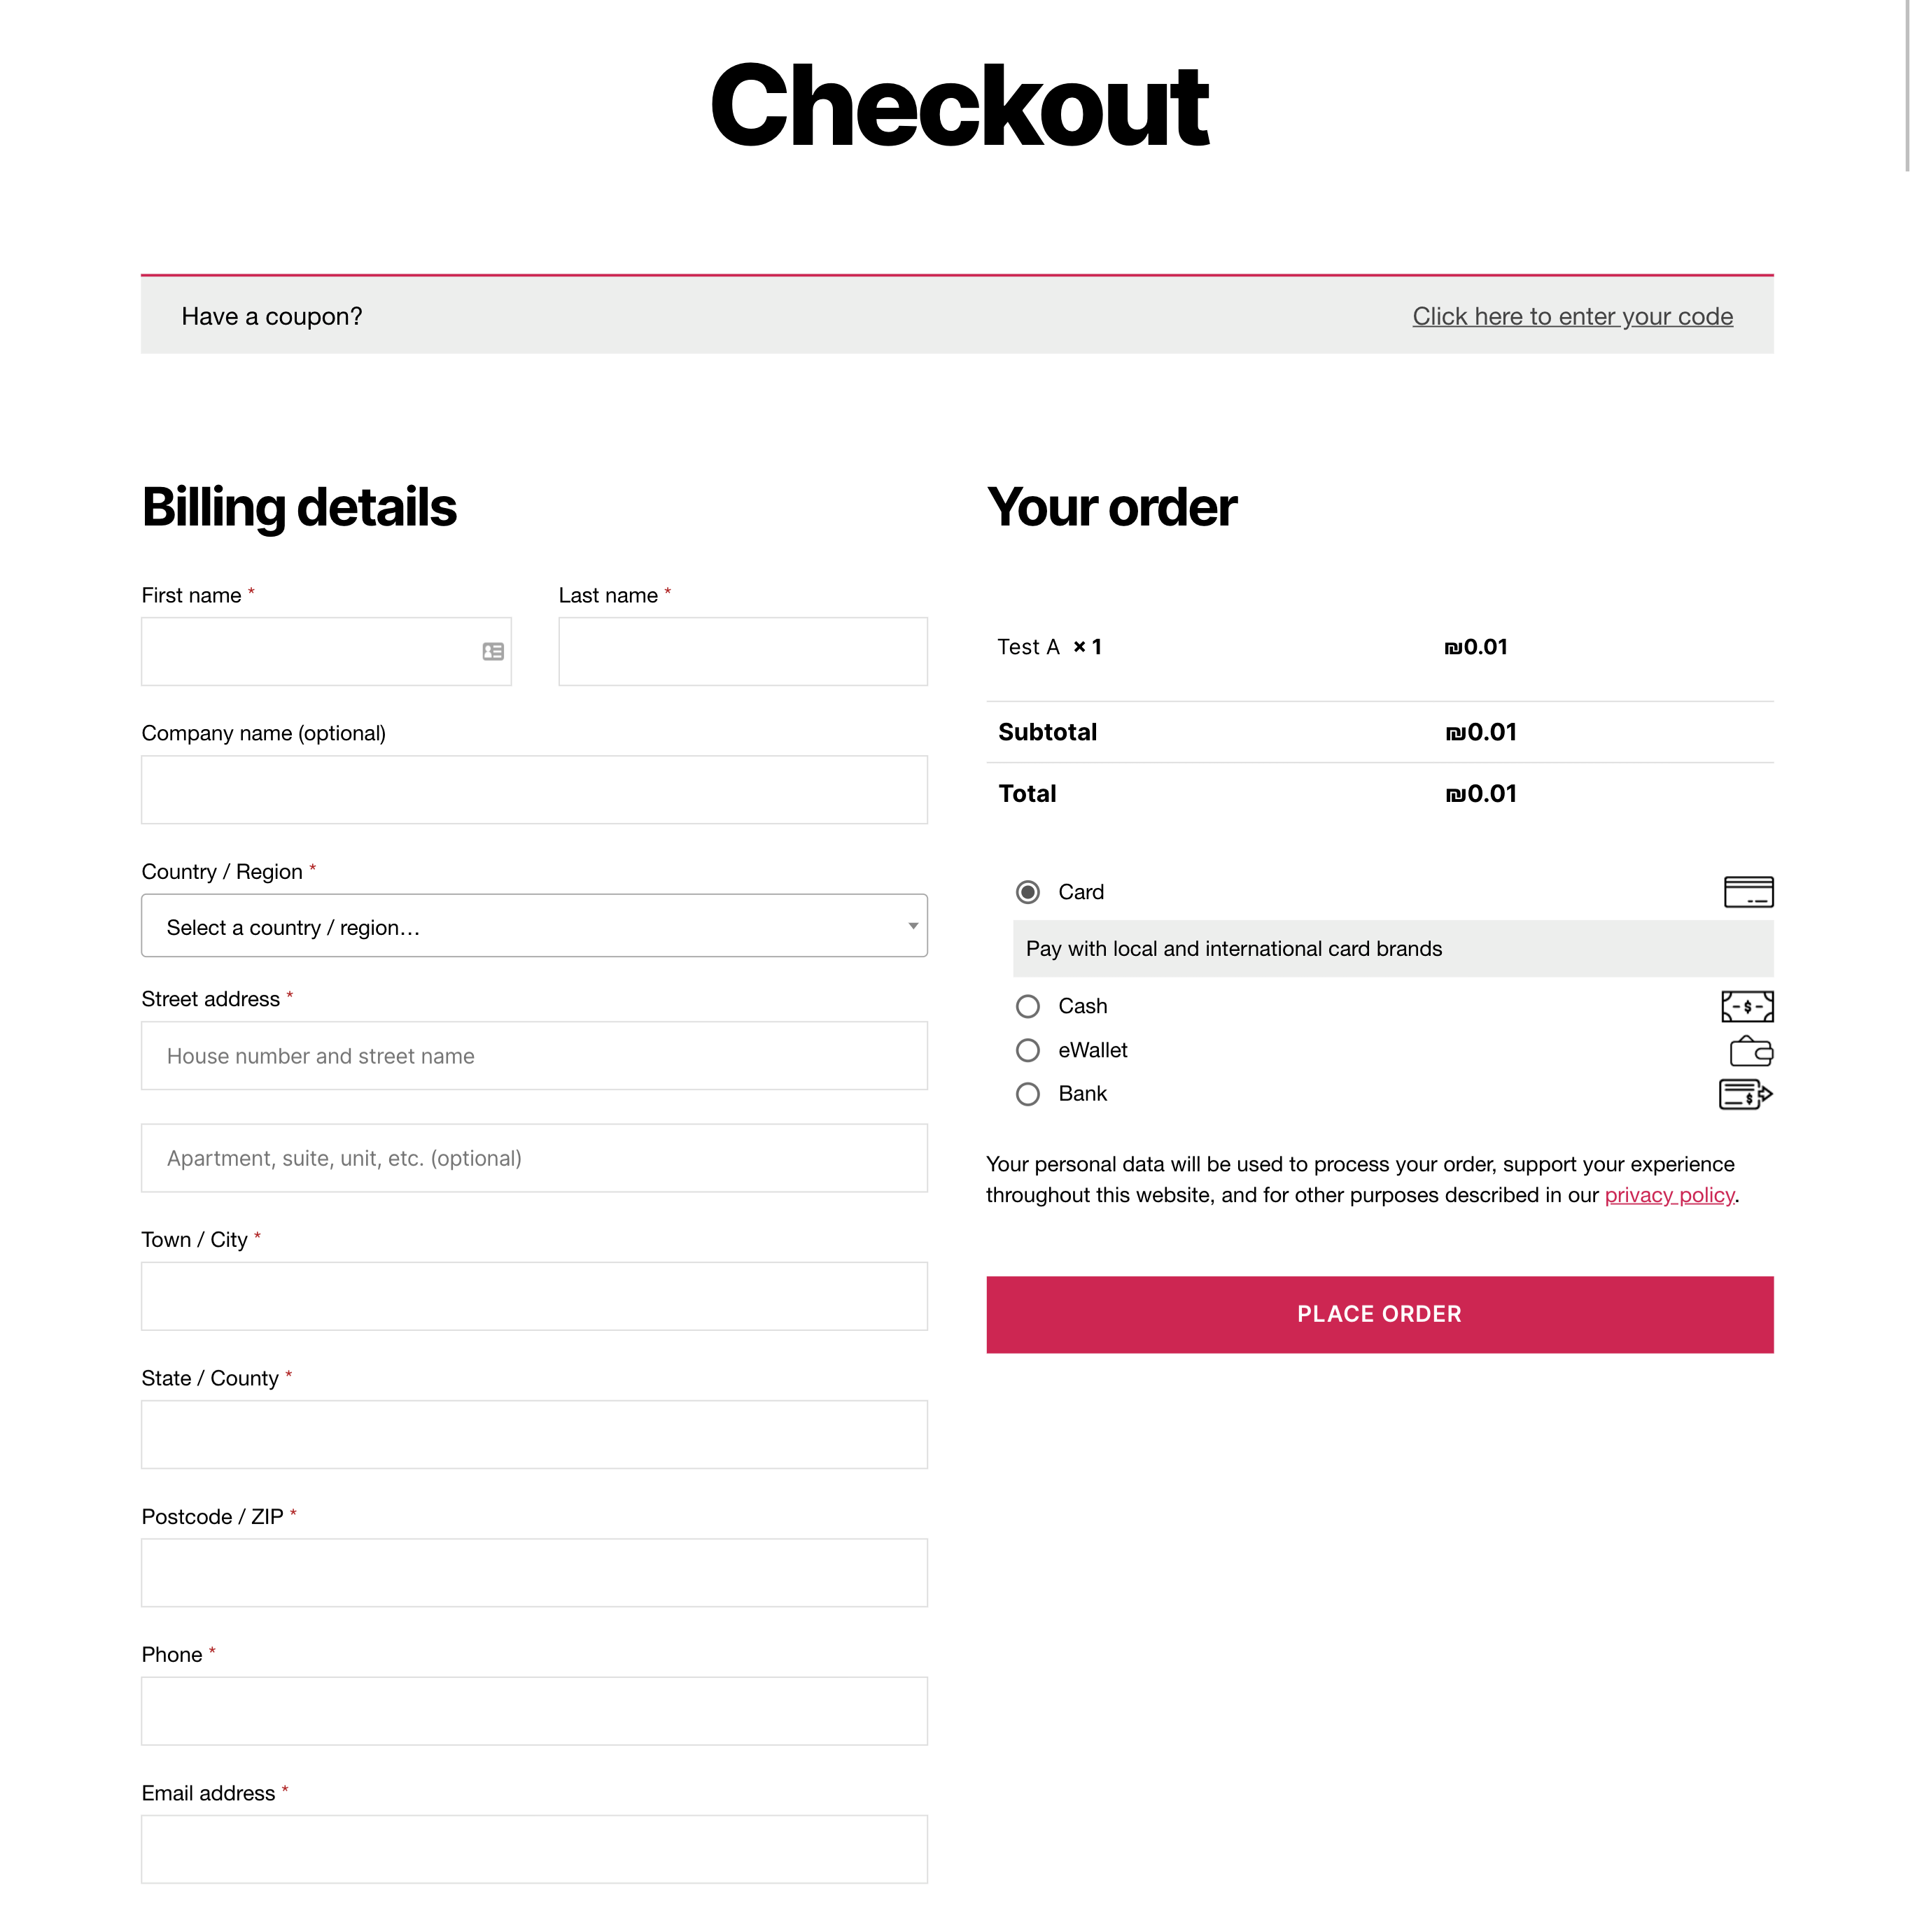 Checkout
Have a coupon?
Click here to enter your code
Billing details
First name *
Last name *
Company name (optional)
Country / Region *
Select a country / region…
Street address *
House number and street name
Apartment, suite, unit, etc. (optional)
Town / City *
State / County *
Postcode / ZIP *
Phone *
Email address *
Your order
Test A × 1 ₪0.01
Subtotal ₪0.01
Total ₪0.01
Card
Pay with local and international card brands
Cash
- $ -
eWallet
Bank
$
Your personal data will be used to process your order, support your experience
throughout this website, and for other purposes described in our privacy policy.
PLACE ORDER